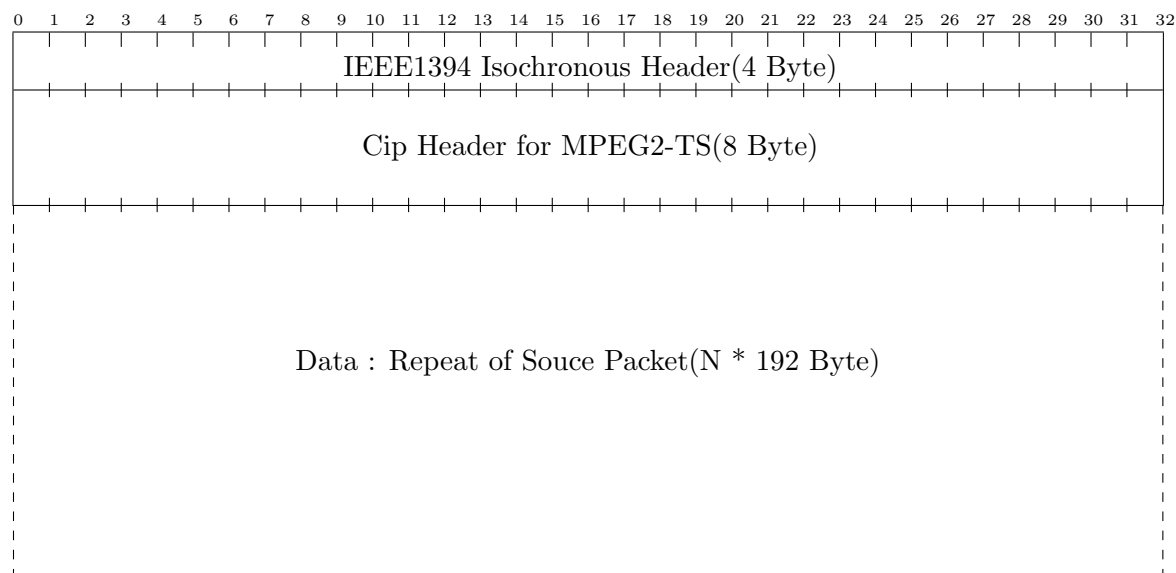 0 1 2 3 4 5 6 7 8 9 10 11 12 13 14 15 16 17 18 19 20 21 22 23 24 25 26 27 28 29 30 31 32
IEEE1394 Isochronous Header(4 Byte)
Cip Header for MPEG2-TS(8 Byte)
Data : Repeat of Souce Packet(N * 192 Byte)